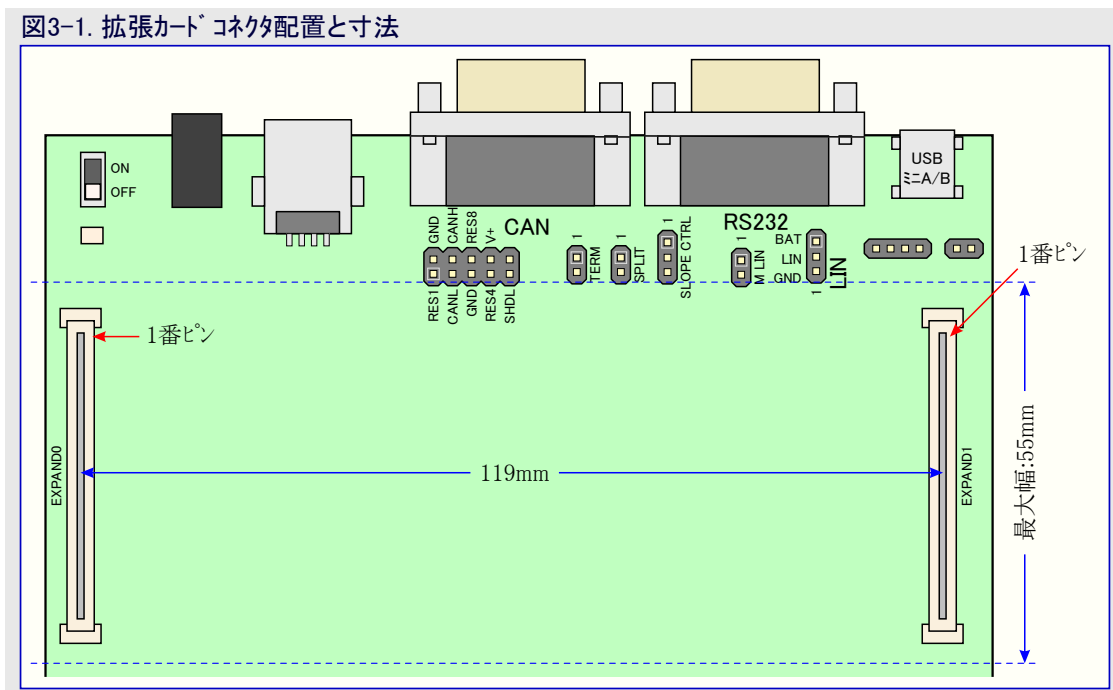 図3-1. 拡張カード コネクタ配置と寸法
ON
OFF
USB
ミニA/B
GND
CANH
RES8
V+
CAN
RES1
CANL
GND
RES4
SHDL
1
TERM
1
SPLIT
1
SLOPE CTRL
RS232
1
M LIN
BAT
LIN
GND
1
LIN
1番ピン
1番ピン
EXPAND0
119mm
EXPAND1
最大幅:55mm